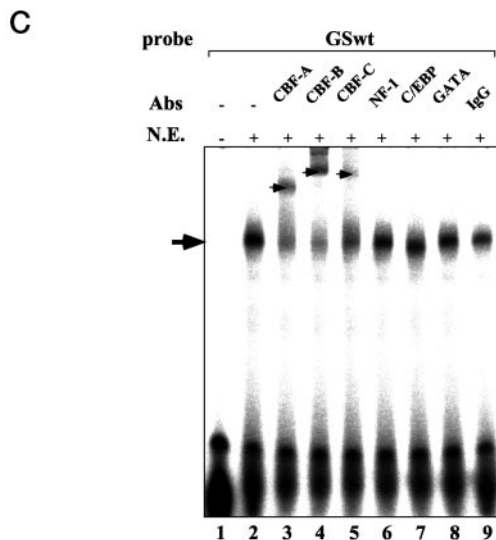 C
probe GSwt
Abs - - CBF-A CBF-B CBF-C NF-1 C/EBP GATA IgG
N.E. - + + + + + + + +
1 2 3 4 5 6 7 8 9